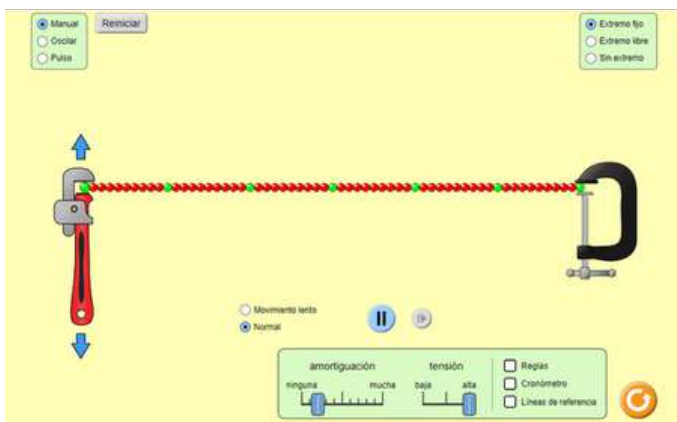 Manual
Oscilar
Pulso
Reiniciar
Extremo fijo
Extremo libre
Sin extremo
Movimiento lento
Normal
amortiguación
ninguna
mucha
tensión
baja
alta
Reglas
Cronómetro
Líneas de referencia